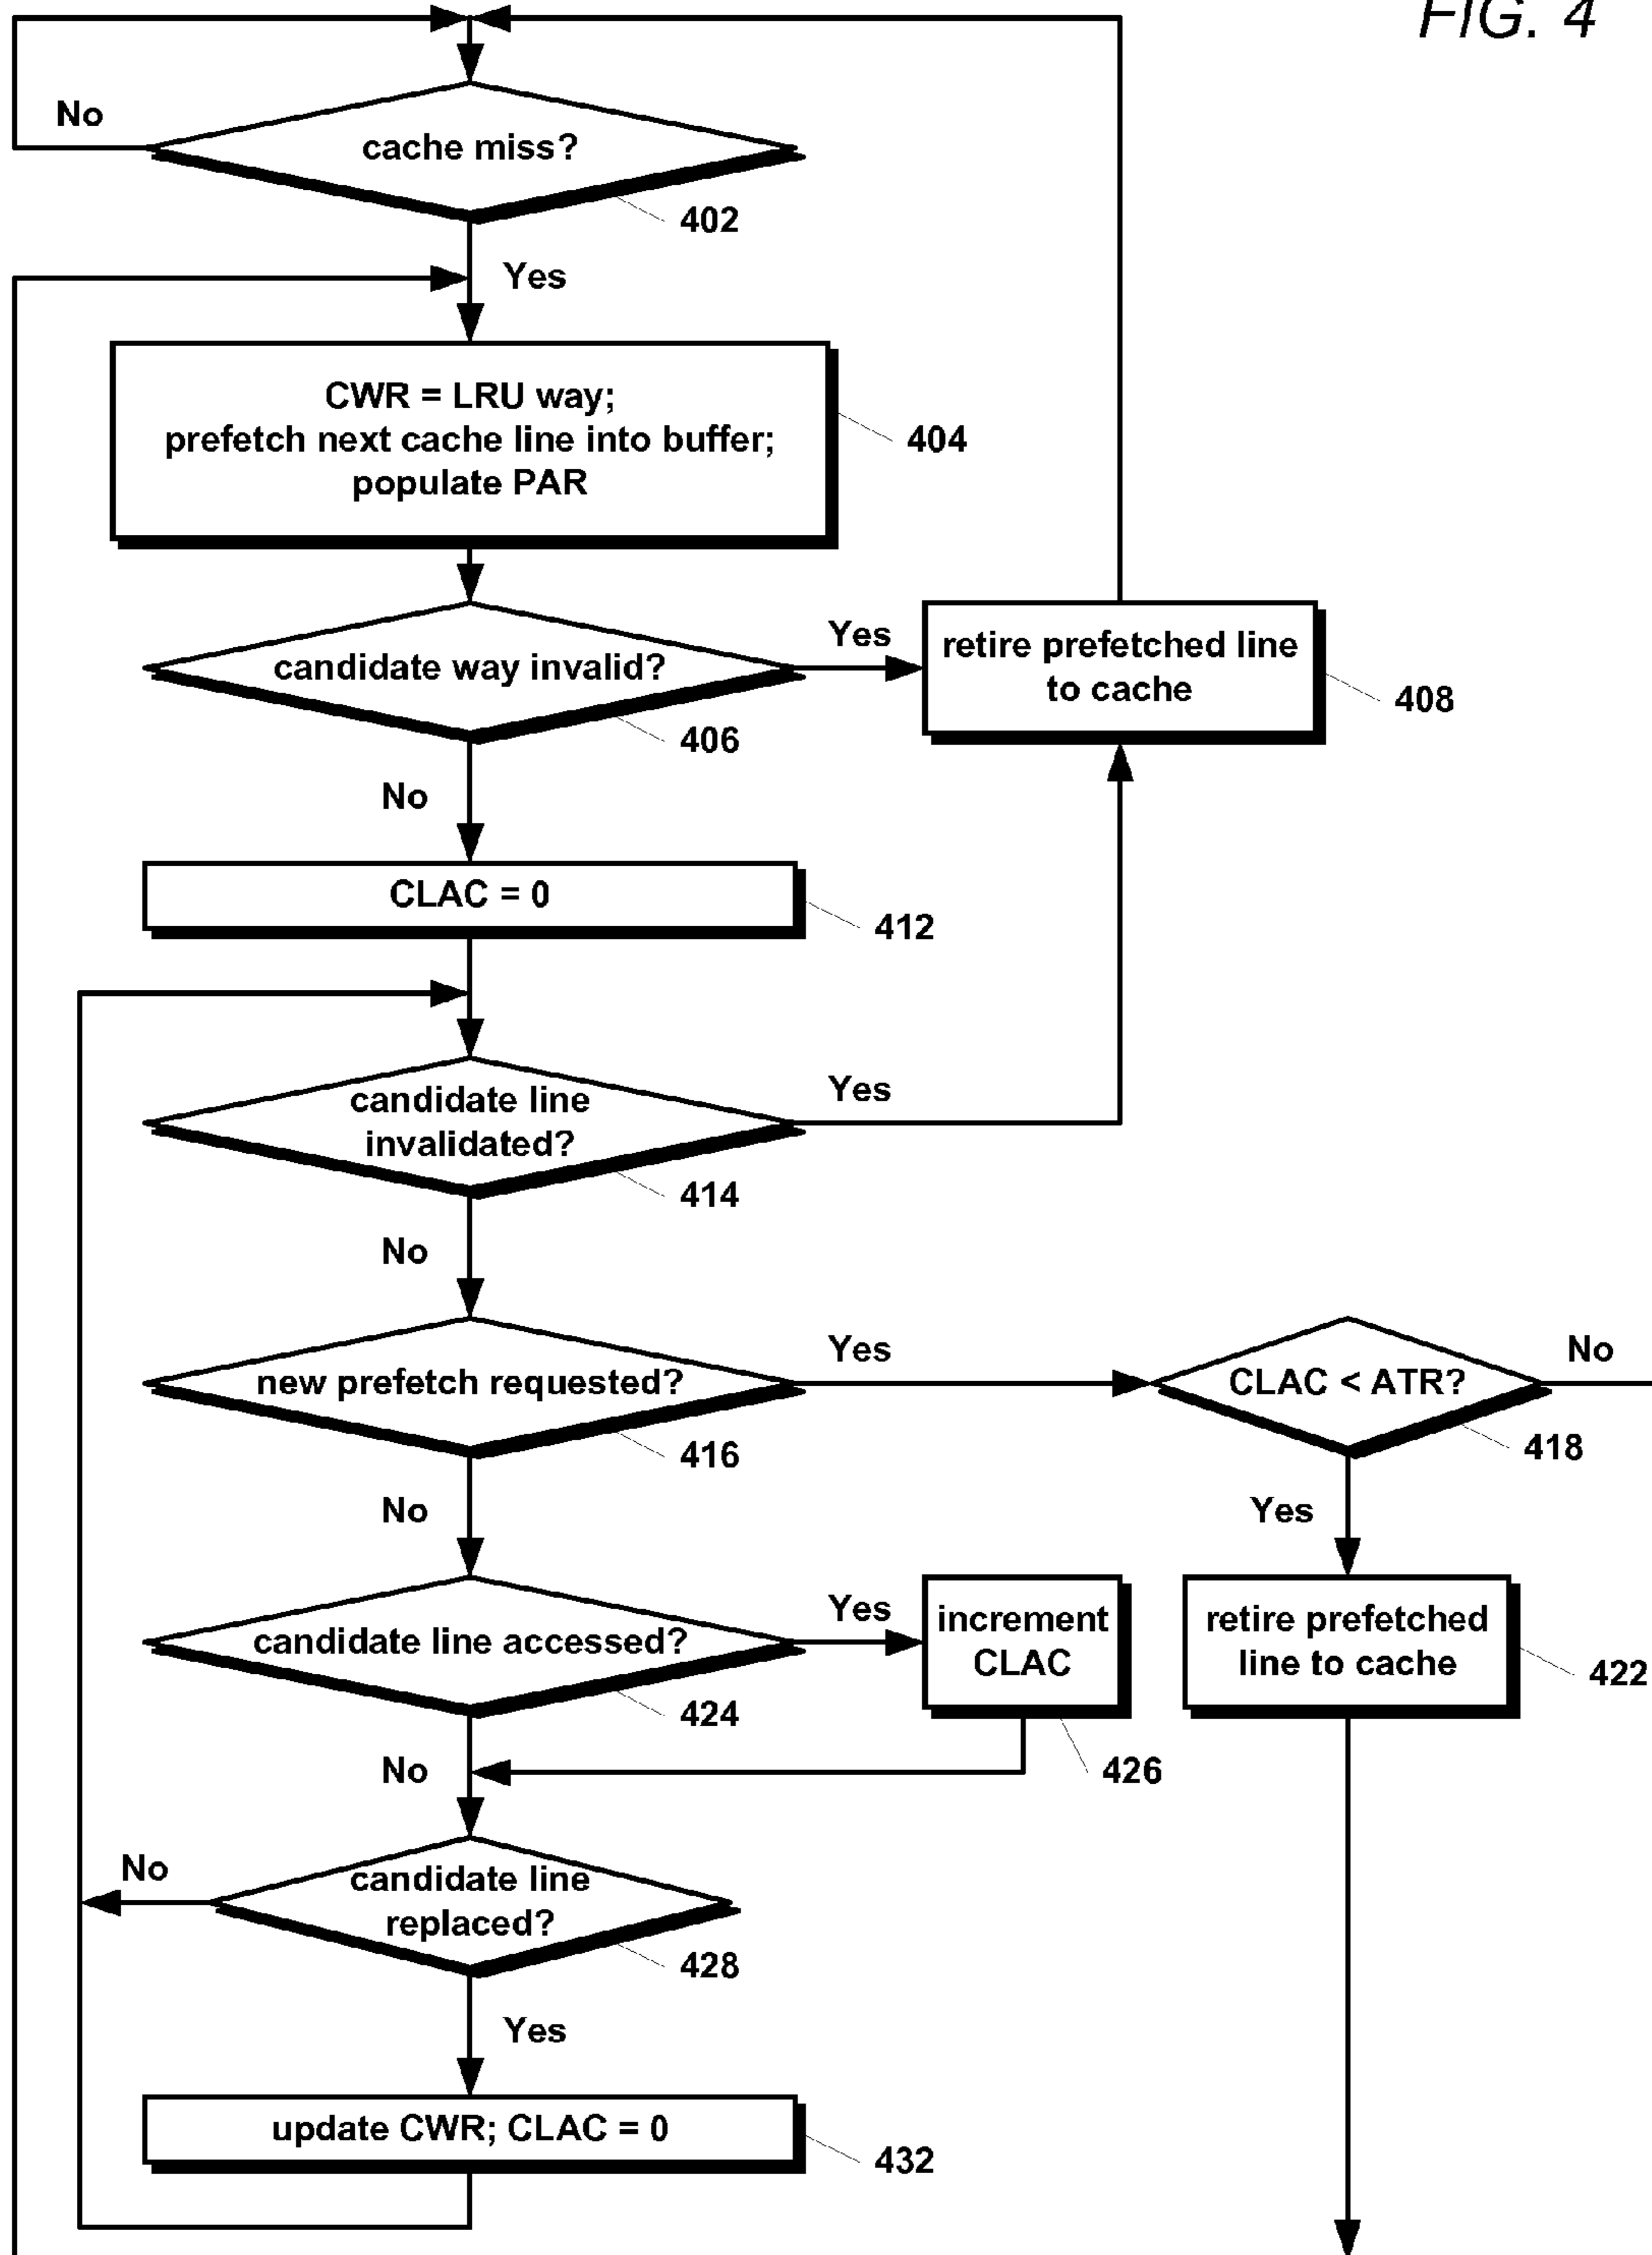 FIG. 4
No
cache miss?
402
Yes
CWR = LRU way;
prefetch next cache line into buffer;
populate PAR
404
candidate way invalid?
406
Yes
retire prefetched line
to cache
408
No
CLAC = 0
412
candidate line
invalidated?
414
Yes
No
new prefetch requested?
416
Yes
CLAC < ATR?
418
No
No
Yes
candidate line accessed?
424
Yes
increment
CLAC
426
retire prefetched
line to cache
422
No
candidate line
replaced?
428
No
Yes
update CWR; CLAC = 0
432